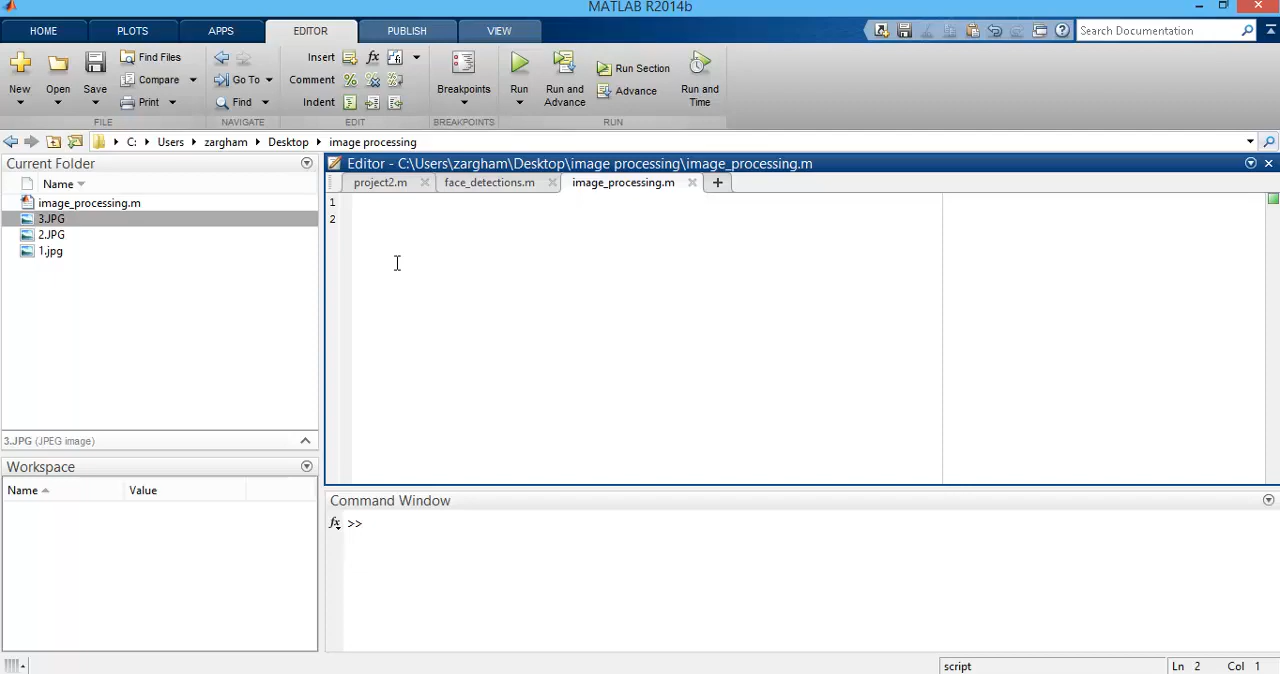 MATLAB R2014b
HOME PLOTS APPS EDITOR PUBLISH VIEW Search Documentation
Find Files Insert fx Run Section
Compare Go To Comment % Advance
New Open Save Print Find Indent Breakpoints Run Run and Advance Run and Time
FILE NAVIGATE EDIT BREAKPOINTS RUN
C: Users zargham Desktop image processing
Current Folder
Name
image_processing.m
3.JPG
2.JPG
1.jpg
3.JPG (JPEG image)
Workspace
Name Value
Editor - C:\Users\zargham\Desktop\image processing\image_processing.m
project2.m face_detections.m image_processing.m +
1
2
Command Window
fx >>
script Ln 2 Col 1